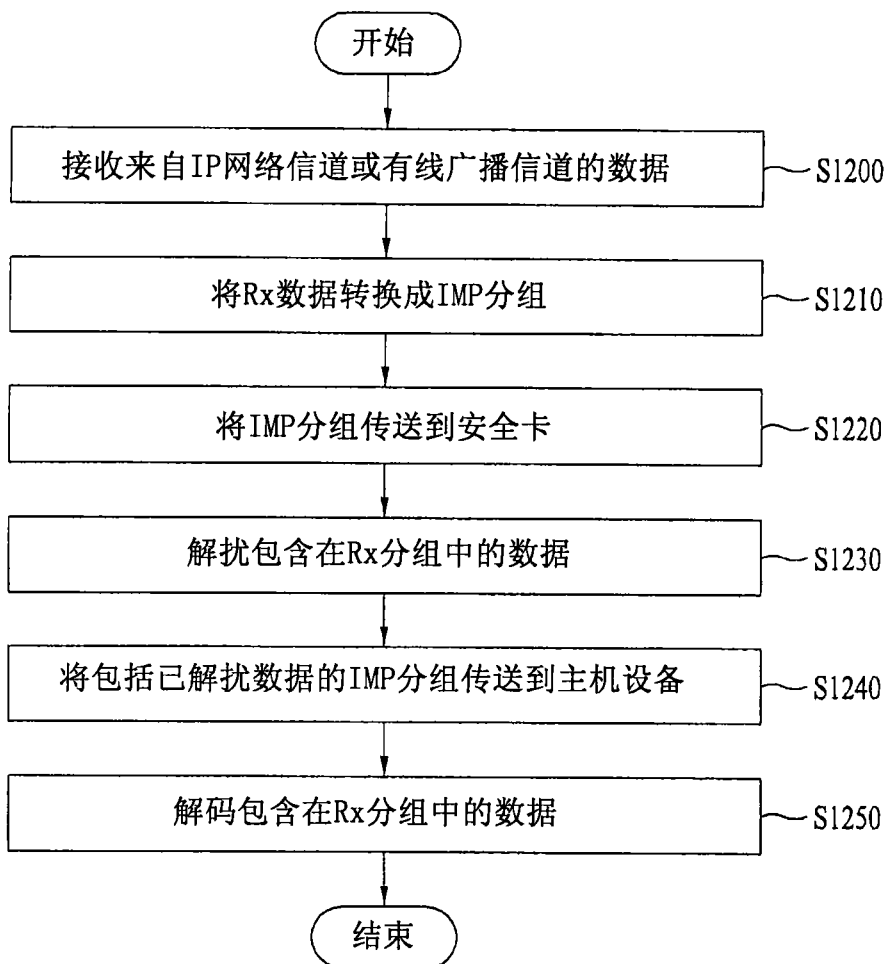 开始
接收来自IP网络信道或有线广播信道的数据
S1200
将Rx数据转换成IMP分组
S1210
将IMP分组传送到安全卡
S1220
解扰包含在Rx分组中的数据
S1230
将包括已解扰数据的IMP分组传送到主机设备
S1240
解码包含在Rx分组中的数据
S1250
结束